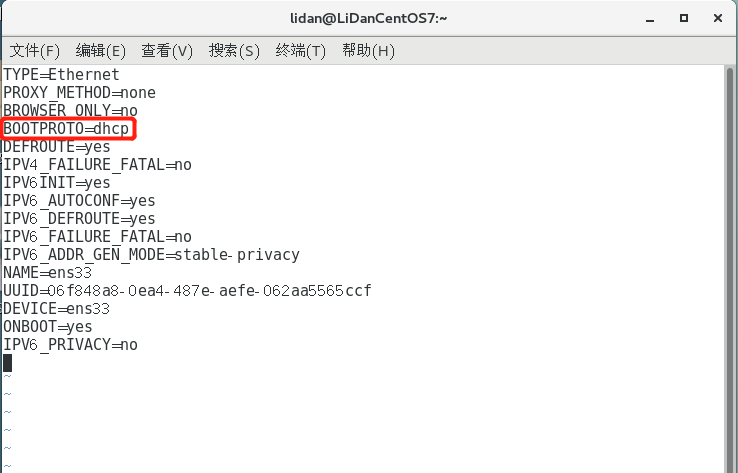 lidan@LiDanCentOS7:~
文件(F) 编辑(E) 查看(V) 搜索(S) 终端(T) 帮助(H)
TYPE=Ethernet
PROXY_METHOD=none
BROWSER_ONLY=no
BOOTPROTO=dhcp
DEFROUTE=yes
IPV4_FAILURE_FATAL=no
IPV6INIT=yes
IPV6_AUTOCONF=yes
IPV6_DEFROUTE=yes
IPV6_FAILURE_FATAL=no
IPV6_ADDR_GEN_MODE=stable-privacy
NAME=ens33
UUID=06f848a8-0ea4-487e-aefe-062aa5565ccf
DEVICE=ens33
ONBOOT=yes
IPV6_PRIVACY=no
~
~
~
~
~
~